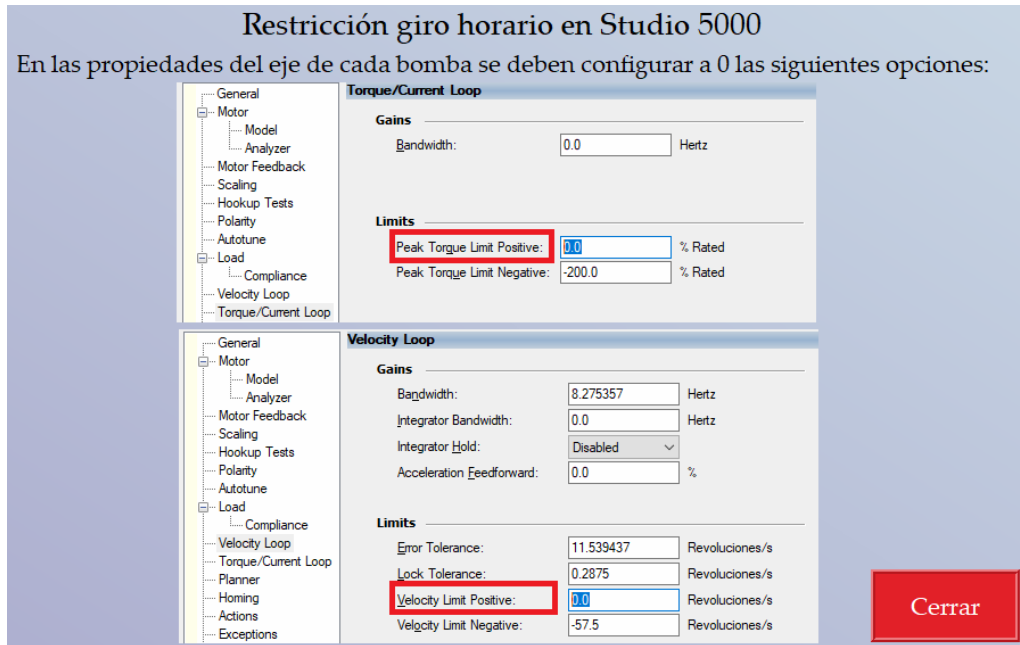 Restricción giro horario en Studio 5000
En las propiedades del eje de cada bomba se deben configurar a 0 las siguientes opciones:
General
Motor
Model
Analyzer
Motor Feedback
Scaling
Hookup Tests
Polarity
Autotune
Load
Compliance
Velocity Loop
Torque/Current Loop
Torque/Current Loop
Gains
Bandwidth: 0.0 Hertz
Limits
Peak Torque Limit Positive: 0.0 % Rated
Peak Torque Limit Negative: -200.0 % Rated
General
Motor
Model
Analyzer
Motor Feedback
Scaling
Hookup Tests
Polarity
Autotune
Load
Compliance
Velocity Loop
Torque/Current Loop
Planner
Homing
Actions
Exceptions
Velocity Loop
Gains
Bandwidth: 8.275357 Hertz
Integrator Bandwidth: 0.0 Hertz
Integrator Hold: Disabled
Acceleration Feedforward: 0.0 %
Limits
Error Tolerance: 11.539437 Revoluciones/s
Lock Tolerance: 0.2875 Revoluciones/s
Velocity Limit Positive: 0.0 Revoluciones/s
Velocity Limit Negative: -57.5 Revoluciones/s
Cerrar